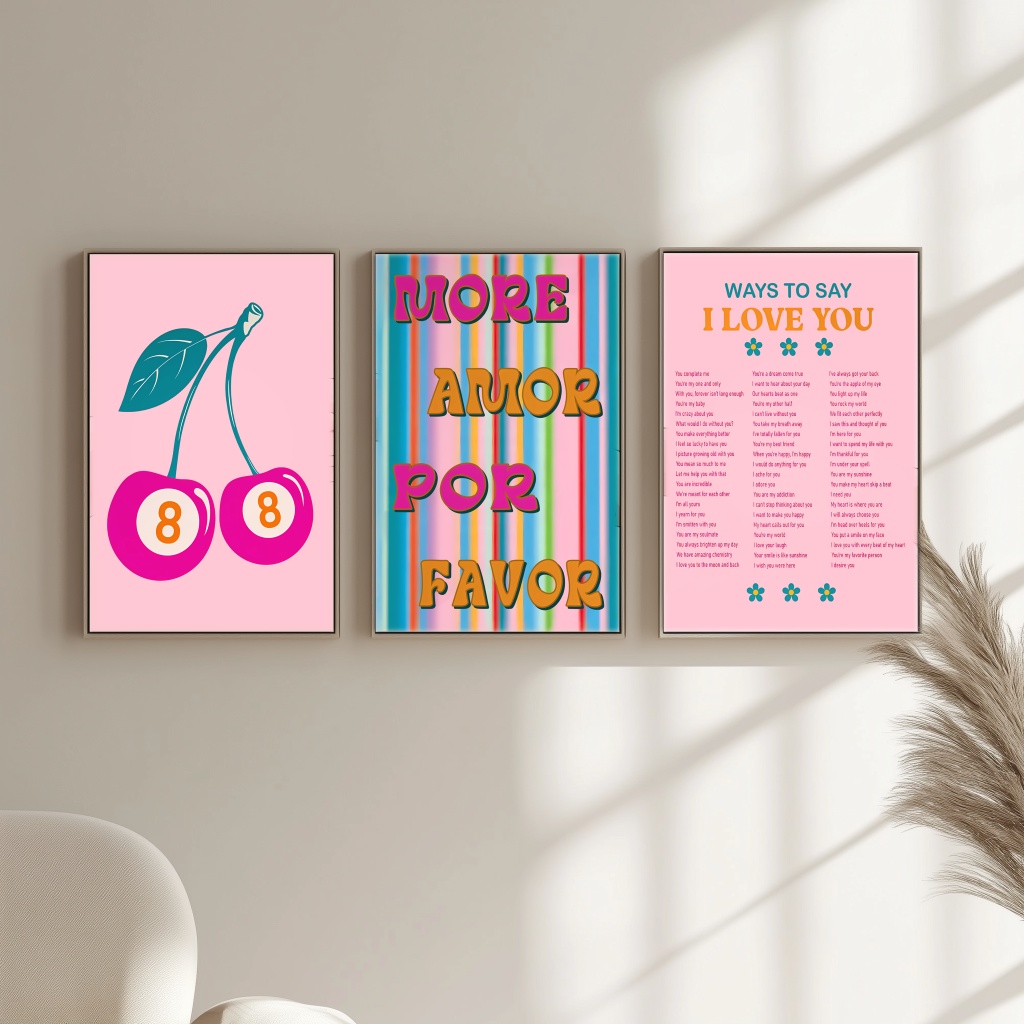 8
8
MORE
AMOR
POR
FAVOR
WAYS TO SAY
I LOVE YOU
You complete me
You're my one and only
With you, forever isn't long enough
You're my baby
I'm crazy about you
What would I do without you?
You make everything better
I feel so lucky to have you
I picture growing old with you
You mean so much to me
Let me help you with that
You are incredible
We're meant for each other
I'm all yours
I yearn for you
I'm smitten with you
You are my soulmate
You always brighten up my day
We have amazing chemistry
I love you to the moon and back
You're a dream come true
I want to hear about your day
Our hearts beat as one
You're my other half
I can't live without you
You take my breath away
I've totally fallen for you
You're my best friend
When you're happy, I'm happy
I would do anything for you
I ache for you
I adore you
You are my addiction
I can't stop thinking about you
I want to make you happy
My heart calls out for you
You're my world
I love your laugh
Your smile is like sunshine
I wish you were here
I've always got your back
You're the apple of my eye
You light up my life
You rock my world
We fit each other perfectly
I saw this and thought of you
I'm here for you
I want to spend my life with you
I'm thankful for you
I'm under your spell
You are my sunshine
You make my heart skip a beat
I need you
My heart is where you are
I will always choose you
I'm head over heels for you
You put a smile on my face
I love you with every beat of my heart
You're my favorite person
I desire you